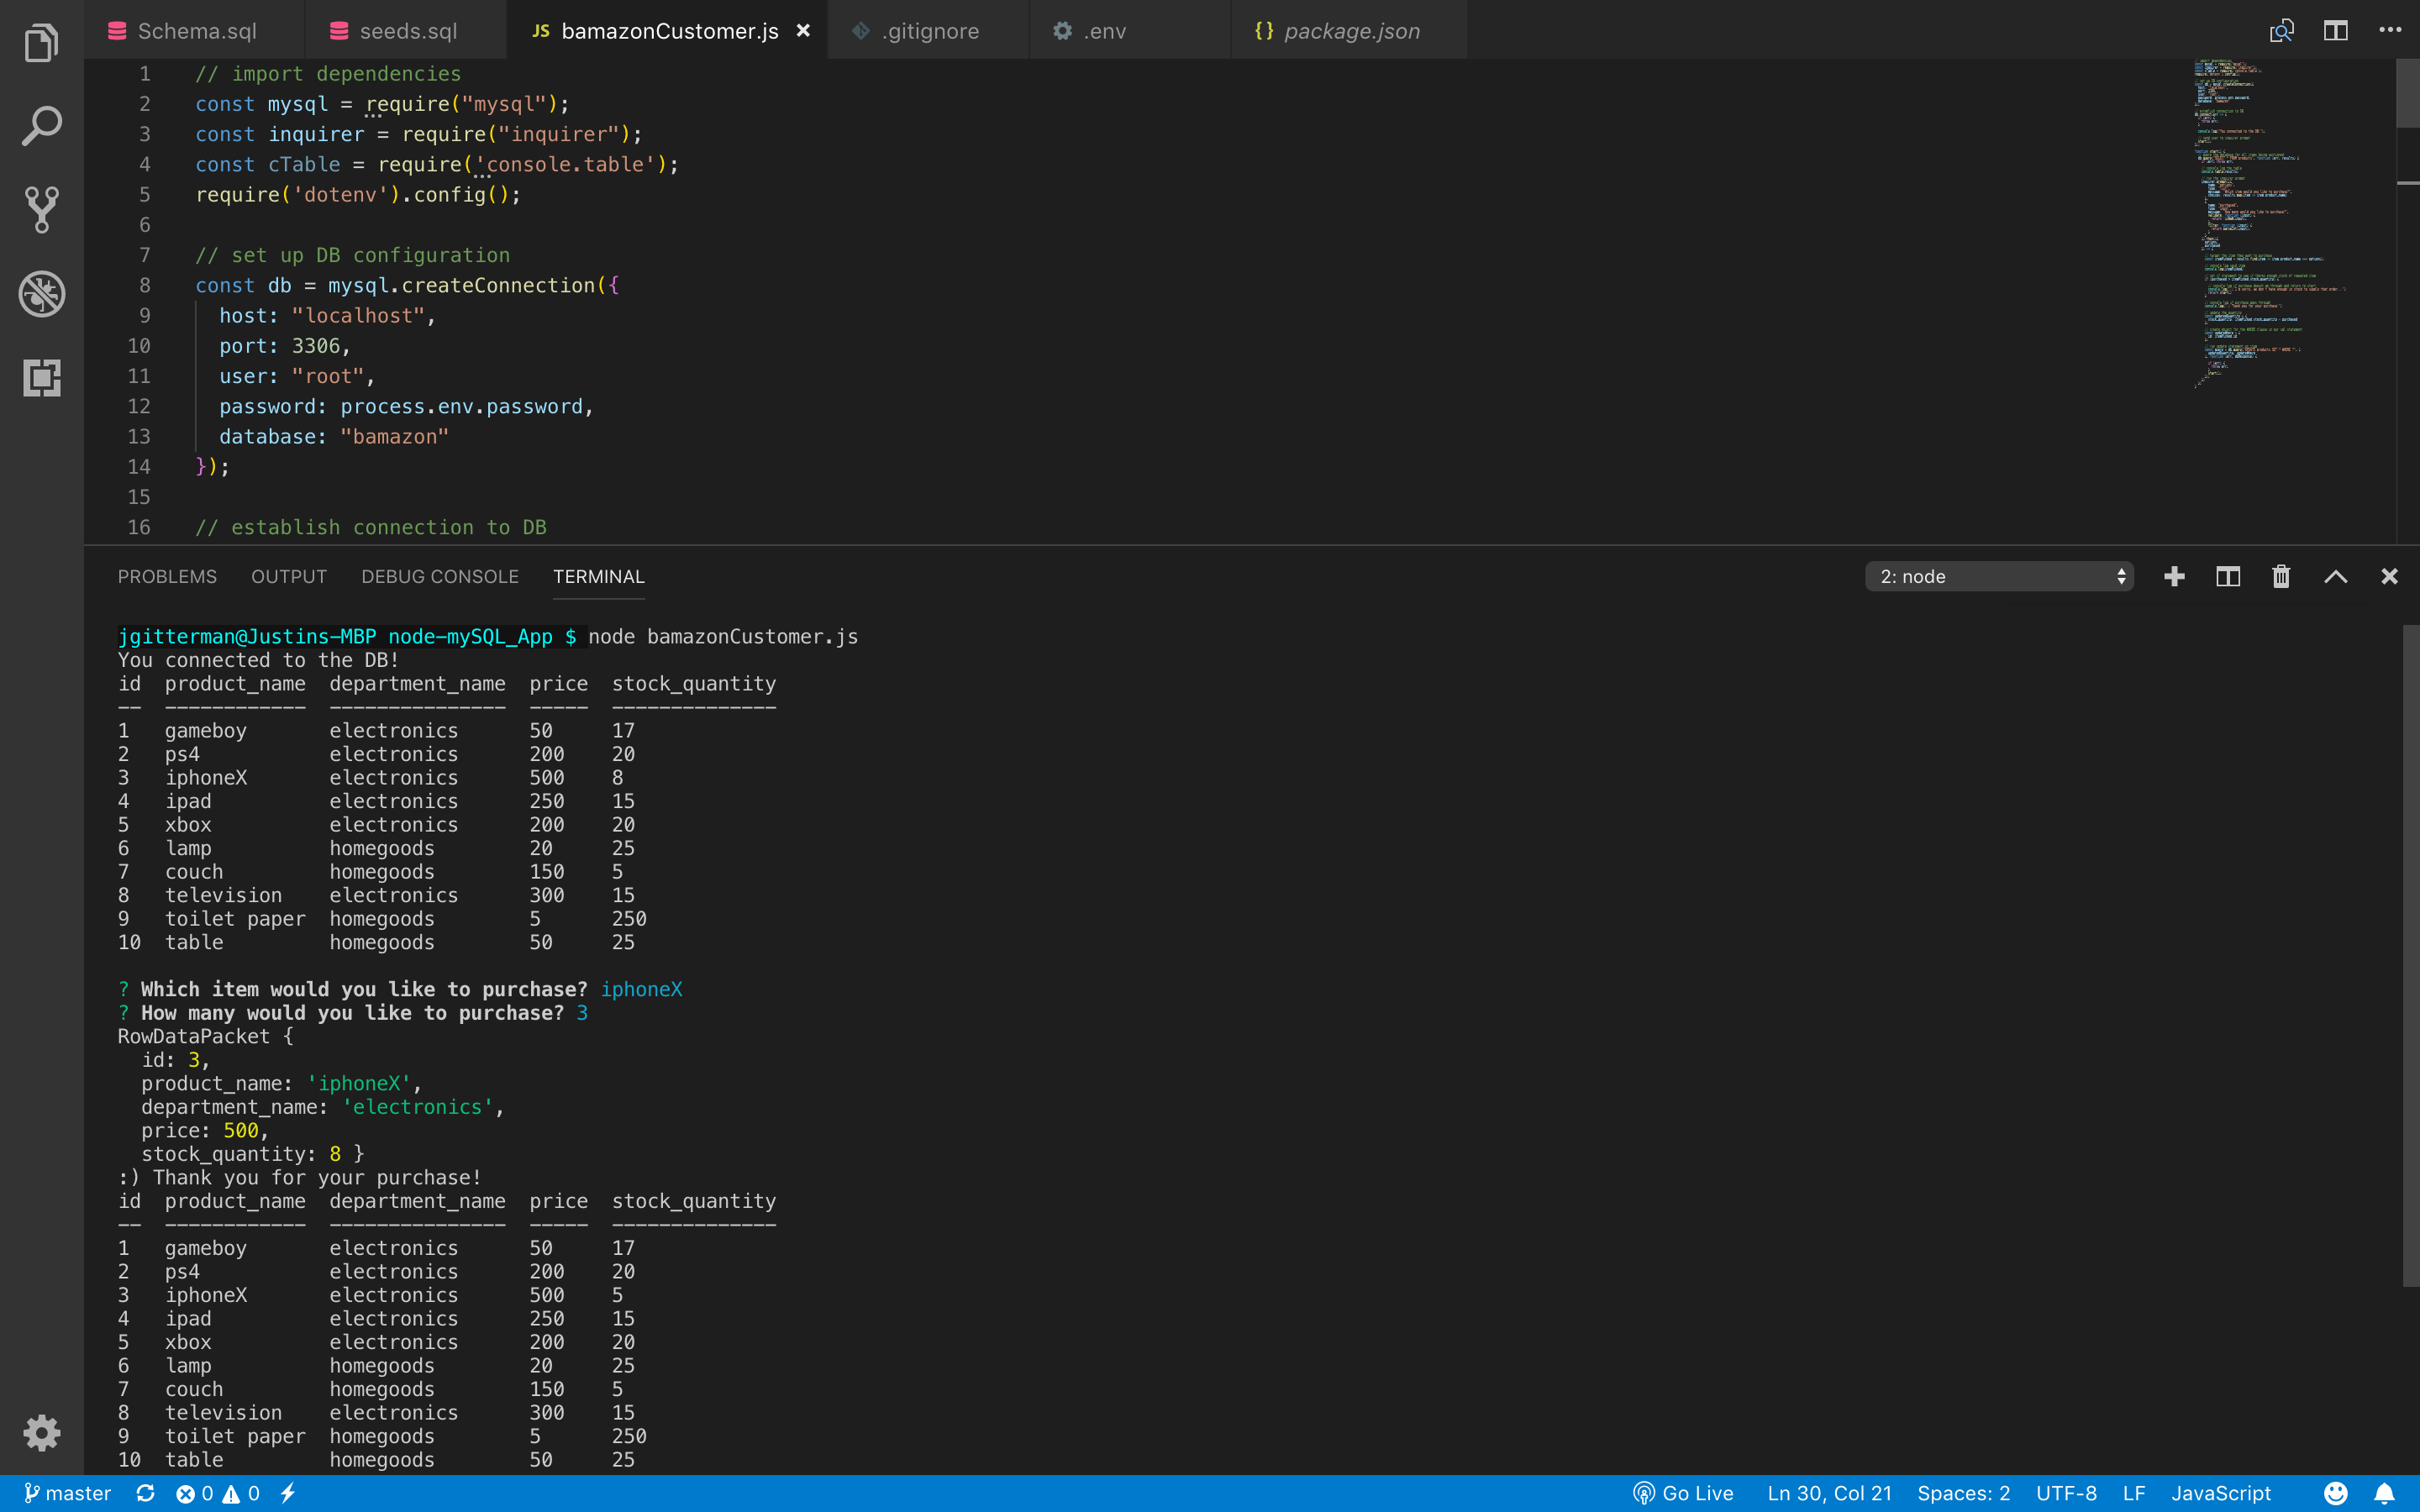 Schema.sql
seeds.sql
JS bamazonCustomer.js
.gitignore
.env
{} package.json
1 // import dependencies
2 const mysql = require("mysql");
3 const inquirer = require("inquirer");
4 const cTable = require('console.table');
5 require('dotenv').config();
6
7 // set up DB configuration
8 const db = mysql.createConnection({
9 host: "localhost",
10 port: 3306,
11 user: "root",
12 password: process.env.password,
13 database: "bamazon"
14 });
15
16 // establish connection to DB
PROBLEMS OUTPUT DEBUG CONSOLE TERMINAL 2: node
jgitterman@Justins-MBP node-mySQL_App $ node bamazonCustomer.js
You connected to the DB!
id product_name department_name price stock_quantity
-- ------------ --------------- ----- --------------
1 gameboy electronics 50 17
2 ps4 electronics 200 20
3 iphoneX electronics 500 8
4 ipad electronics 250 15
5 xbox electronics 200 20
6 lamp homegoods 20 25
7 couch homegoods 150 5
8 television electronics 300 15
9 toilet paper homegoods 5 250
10 table homegoods 50 25
? Which item would you like to purchase? iphoneX
? How many would you like to purchase? 3
RowDataPacket {
id: 3,
product_name: 'iphoneX',
department_name: 'electronics',
price: 500,
stock_quantity: 8 }
:) Thank you for your purchase!
id product_name department_name price stock_quantity
-- ------------ --------------- ----- --------------
1 gameboy electronics 50 17
2 ps4 electronics 200 20
3 iphoneX electronics 500 5
4 ipad electronics 250 15
5 xbox electronics 200 20
6 lamp homegoods 20 25
7 couch homegoods 150 5
8 television electronics 300 15
9 toilet paper homegoods 5 250
10 table homegoods 50 25
master 0 0 Go Live Ln 30, Col 21 Spaces: 2 UTF-8 LF JavaScript